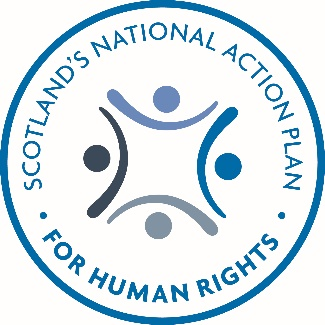 SCOTLAND'S NATIONAL ACTION PLAN
• FOR HUMAN RIGHTS •